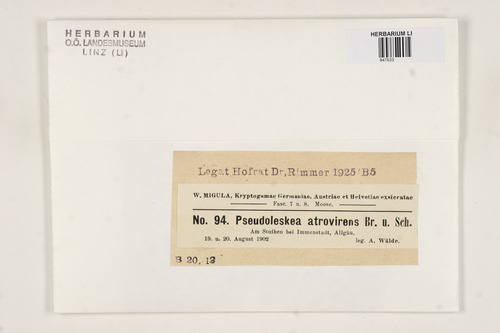 HERBARIUM
O.Ö. LANDESMUSEUM
LINZ (LI)
HERBARIUM LI
Legat Hofrat Dr, Rimmer 1925 B5
W. MIGULA, Kryptogamae Germaniae, Austriae et Helvetiae exsiccatae
Fasc. 7 u. 8. Moose.
No. 94. Pseudoleskea atrovirens Br. u. Sch.
Am Stuiben bei Immenstadt, Allgäu,
19. u. 20. August 1902 leg. A. Wälde.
B 20, 13